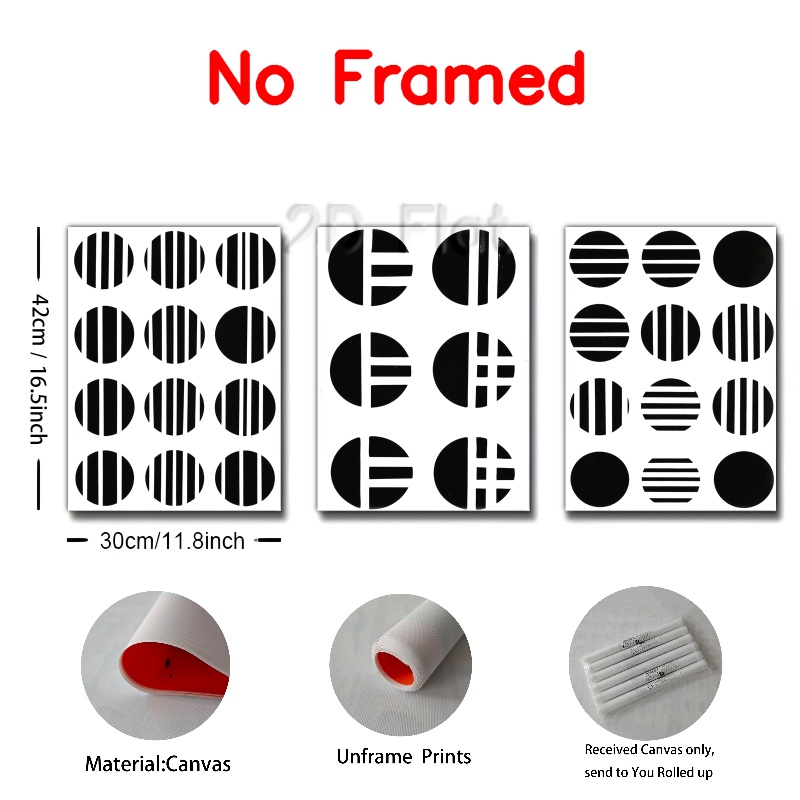 No Framed
2D Flat
42cm / 16.5inch
30cm/11.8inch
Material:Canvas
Unframe Prints
Received Canvas only,
send to You Rolled up